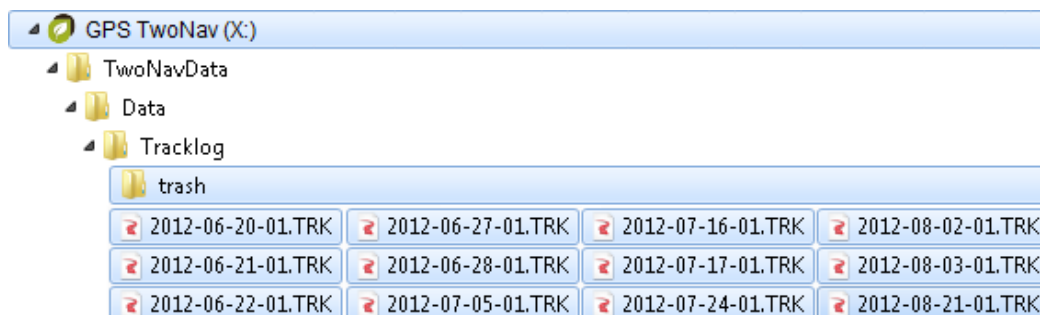 GPS TwoNav (X:)
TwoNavData
Data
Tracklog
trash
2012-06-20-01.TRK 2012-06-27-01.TRK 2012-07-16-01.TRK 2012-08-02-01.TRK
2012-06-21-01.TRK 2012-06-28-01.TRK 2012-07-17-01.TRK 2012-08-03-01.TRK
2012-06-22-01.TRK 2012-07-05-01.TRK 2012-07-24-01.TRK 2012-08-21-01.TRK